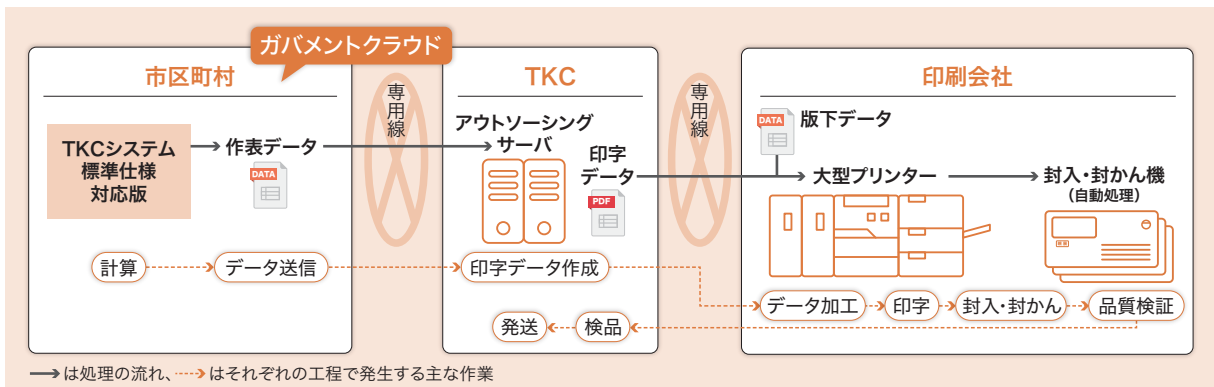 ガバメントクラウド
市区町村
TKCシステム
標準仕様
対応版
作表データ
DATA
計算
データ送信
専用線
TKC
アウトソーシング
サーバ
印字
データ
PDF
印字データ作成
発送
検品
専用線
印刷会社
DATA
版下データ
大型プリンター
封入・封かん機
(自動処理)
データ加工
印字
封入・封かん
品質検証
は処理の流れ、 はそれぞれの工程で発生する主な作業